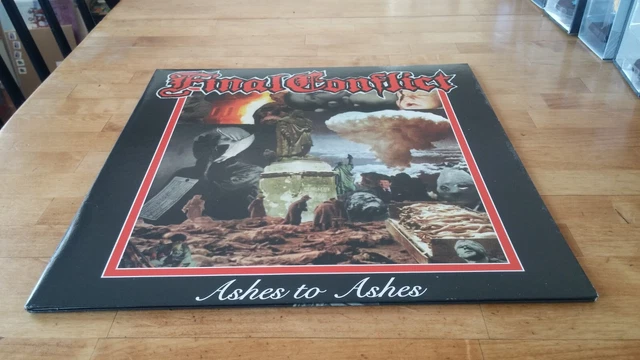 Final Conflict
Ashes to Ashes